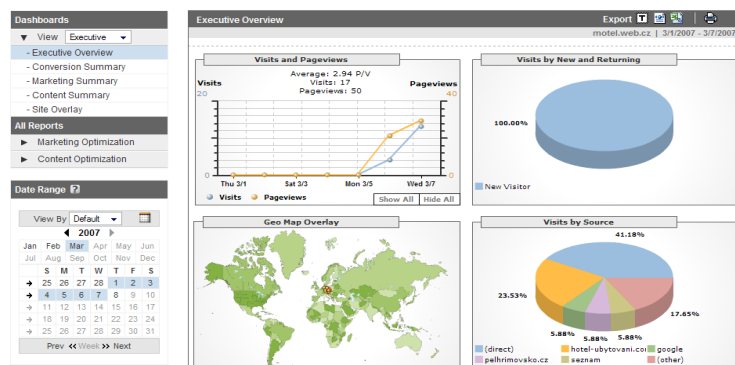 Dashboards
View Executive
- Executive Overview
- Conversion Summary
- Marketing Summary
- Content Summary
- Site Overlay
All Reports
Marketing Optimization
Content Optimization
Date Range ?
View By Default
2007
Jan Feb Mar Apr May Jun
Jul Aug Sep Oct Nov Dec
S M T W T F S
25 26 27 28 1 2 3
4 5 6 7 8 9 10
11 12 13 14 15 16 17
18 19 20 21 22 23 24
25 26 27 28 29 30 31
Prev << Week >> Next
Executive Overview Export T
motel.web.cz | 3/1/2007 - 3/7/2007
Visits and Pageviews
Average: 2.94 P/V
Visits: 17
Pageviews: 50
Visits Pageviews
20 40
0 0
Thu 3/1 Sat 3/3 Mon 3/5 Wed 3/7
Visits Pageviews Show All Hide All
Visits by New and Returning
100.00%
New Visitor
Geo Map Overlay
Visits by Source
41.18%
23.53%
17.65%
5.88% 5.88% 5.88%
(direct) hotel-ubytovani.com google
pelhrimovsko.cz seznam (other)